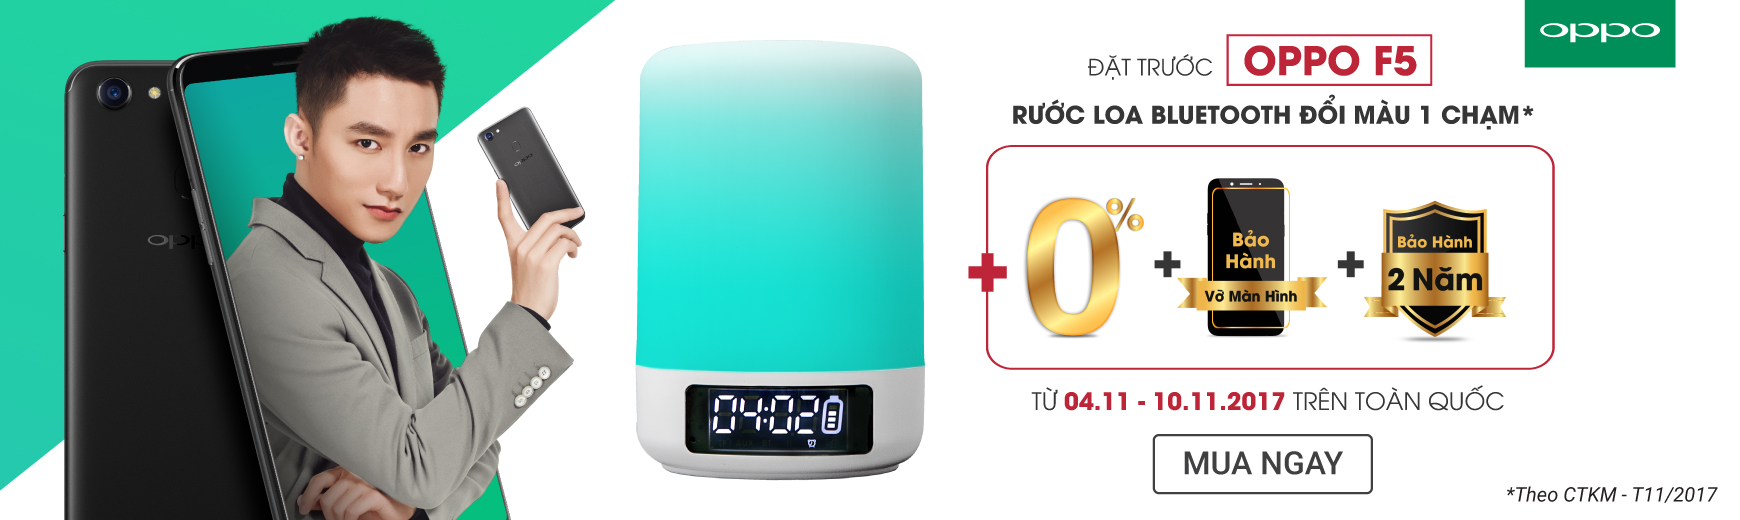 oppo
ĐẶT TRƯỚC OPPO F5
RƯỚC LOA BLUETOOTH ĐỔI MÀU 1 CHẠM*
oppo
oppo
+ 0% + Bảo Hành Vỡ Màn Hình + Bảo Hành 2 Năm
04:02
TỪ 04.11 - 10.11.2017 TRÊN TOÀN QUỐC
MUA NGAY
*Theo CTKM - T11/2017